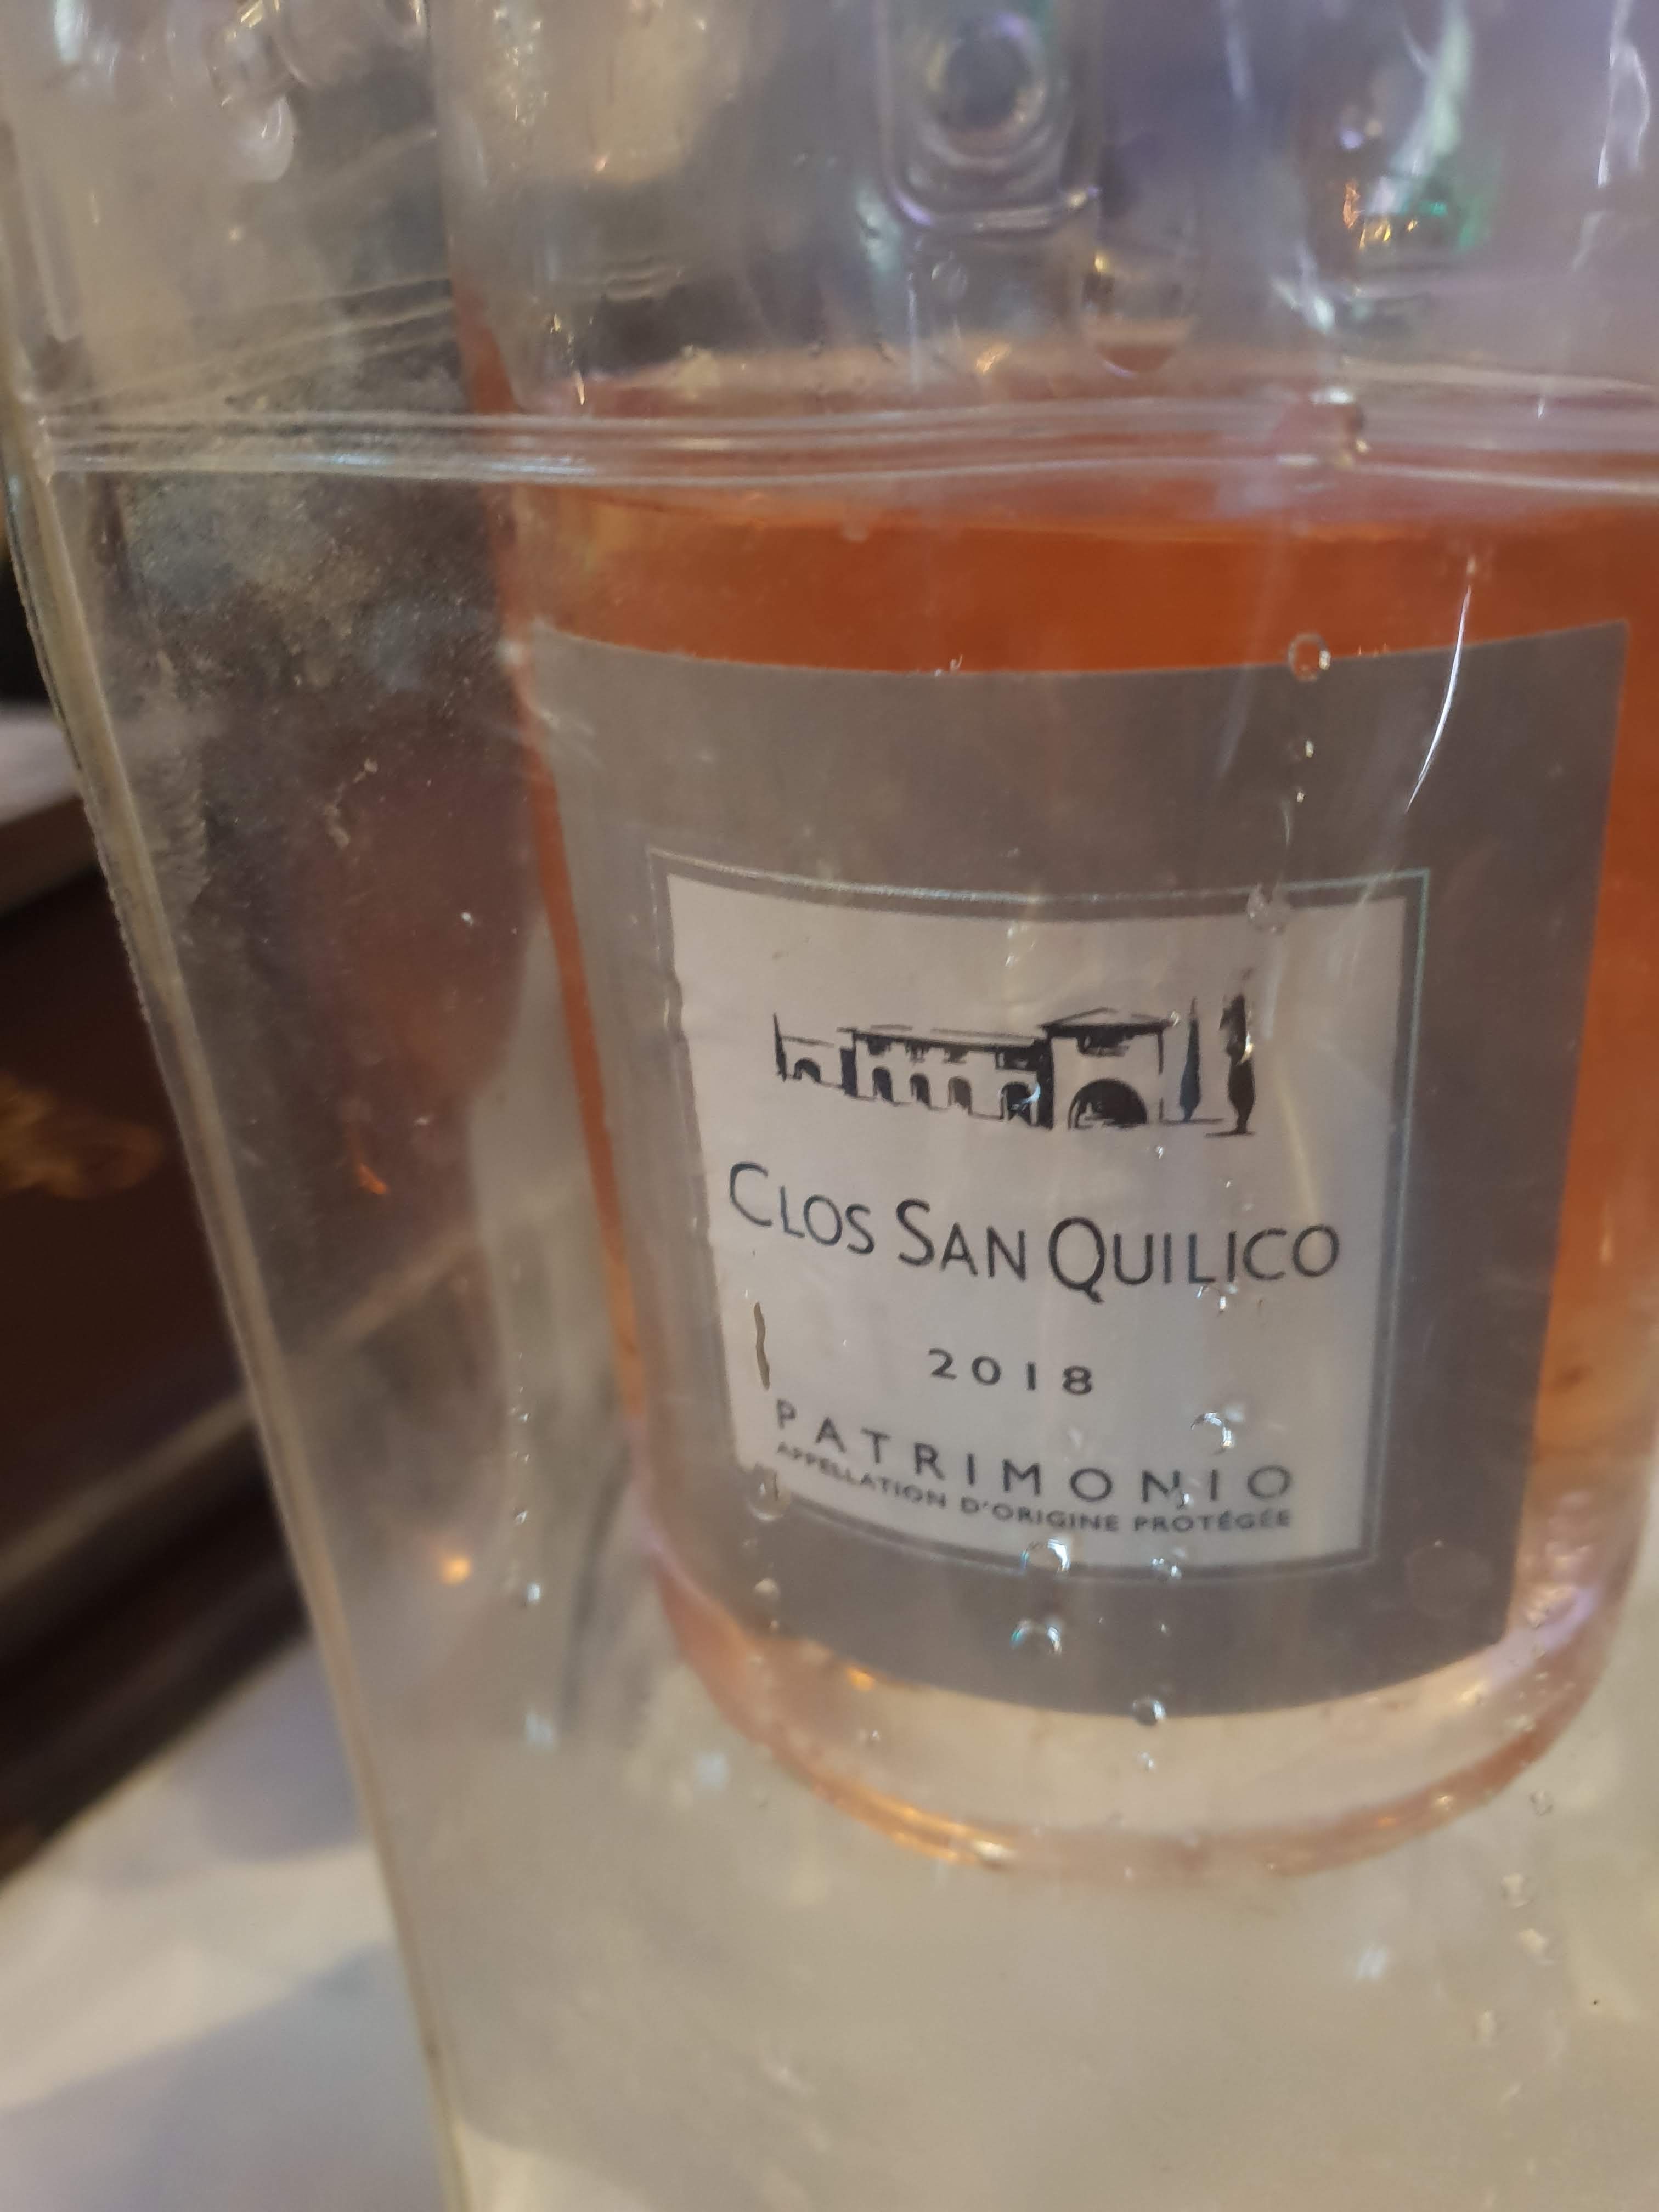 CLOS SAN QUILICO
2018
PATRIMONIO
APPELLATION D'ORIGINE PROTÉGÉE